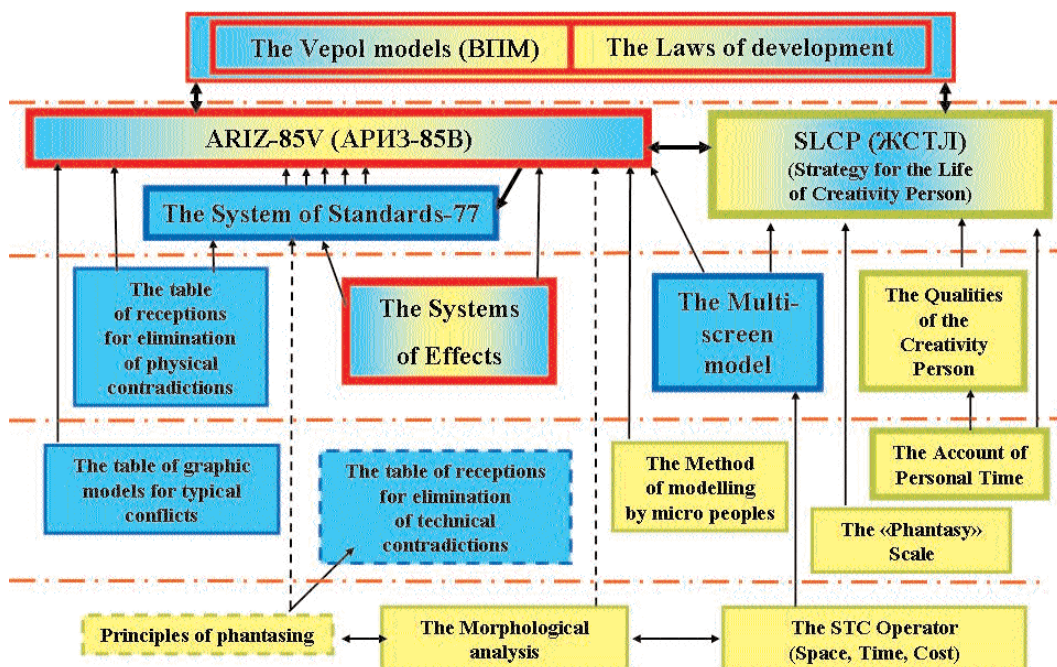 The Vepol models (ВПМ)
The Laws of development
ARIZ-85V (АРИЗ-85В)
SLCP (ЖСТЛ)
(Strategy for the Life
of Creativity Person)
The System of Standards-77
The table
of receptions
for elimination
of physical
contradictions
The Systems
of Effects
The Multi-
screen
model
The Qualities
of the
Creativity
Person
The table of graphic
models for typical
conflicts
The table of receptions
for elimination
of technical
contradictions
The Method
of modelling
by micro peoples
The Account of
Personal Time
The «Phantasy»
Scale
Principles of phantasing
The Morphological
analysis
The STC Operator
(Space, Time, Cost)